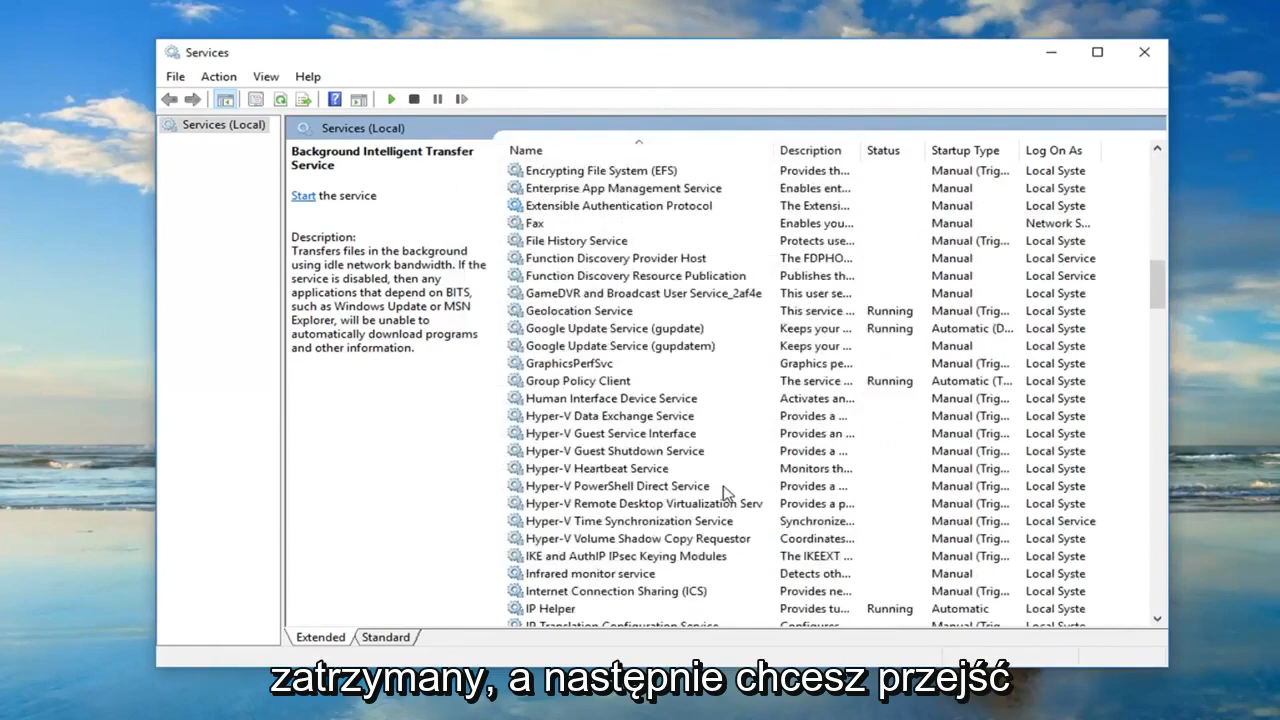 Services
File Action View Help
Services (Local)
Services (Local)
Background Intelligent Transfer
Service
Start the service
Description:
Transfers files in the background
using idle network bandwidth. If the
service is disabled, then any
applications that depend on BITS,
such as Windows Update or MSN
Explorer, will be unable to
automatically download programs
and other information.
Name Description Status Startup Type Log On As
Encrypting File System (EFS) Provides th... Manual (Trig... Local Syste
Enterprise App Management Service Enables ent... Manual Local Syste
Extensible Authentication Protocol The Extensi... Manual Local Syste
Fax Enables you... Manual Network S...
File History Service Protects use... Manual (Trig... Local Syste
Function Discovery Provider Host The FDPHO... Manual Local Service
Function Discovery Resource Publication Publishes th... Manual Local Service
GameDVR and Broadcast User Service_2af4e This user se... Manual Local Syste
Geolocation Service This service ... Running Manual (Trig... Local Syste
Google Update Service (gupdate) Keeps your ... Running Automatic (D... Local Syste
Google Update Service (gupdatem) Keeps your ... Manual Local Syste
GraphicsPerfSvc Graphics pe... Manual (Trig... Local Syste
Group Policy Client The service ... Running Automatic (T... Local Syste
Human Interface Device Service Activates an... Manual (Trig... Local Syste
Hyper-V Data Exchange Service Provides a ... Manual (Trig... Local Syste
Hyper-V Guest Service Interface Provides an ... Manual (Trig... Local Syste
Hyper-V Guest Shutdown Service Provides a ... Manual (Trig... Local Syste
Hyper-V Heartbeat Service Monitors th... Manual (Trig... Local Syste
Hyper-V PowerShell Direct Service Provides a ... Manual (Trig... Local Syste
Hyper-V Remote Desktop Virtualization Serv Provides a p... Manual (Trig... Local Syste
Hyper-V Time Synchronization Service Synchronize... Manual (Trig... Local Service
Hyper-V Volume Shadow Copy Requestor Coordinates... Manual (Trig... Local Syste
IKE and AuthIP IPsec Keying Modules The IKEEXT ... Manual (Trig... Local Syste
Infrared monitor service Detects oth... Manual Local Syste
Internet Connection Sharing (ICS) Provides ne... Manual (Trig... Local Syste
IP Helper Provides tu... Running Automatic Local Syste
IP Translation Configuration Service Configures Manual (Trig... Local Syste
Extended Standard
zatrzymany, a następnie chcesz przejść